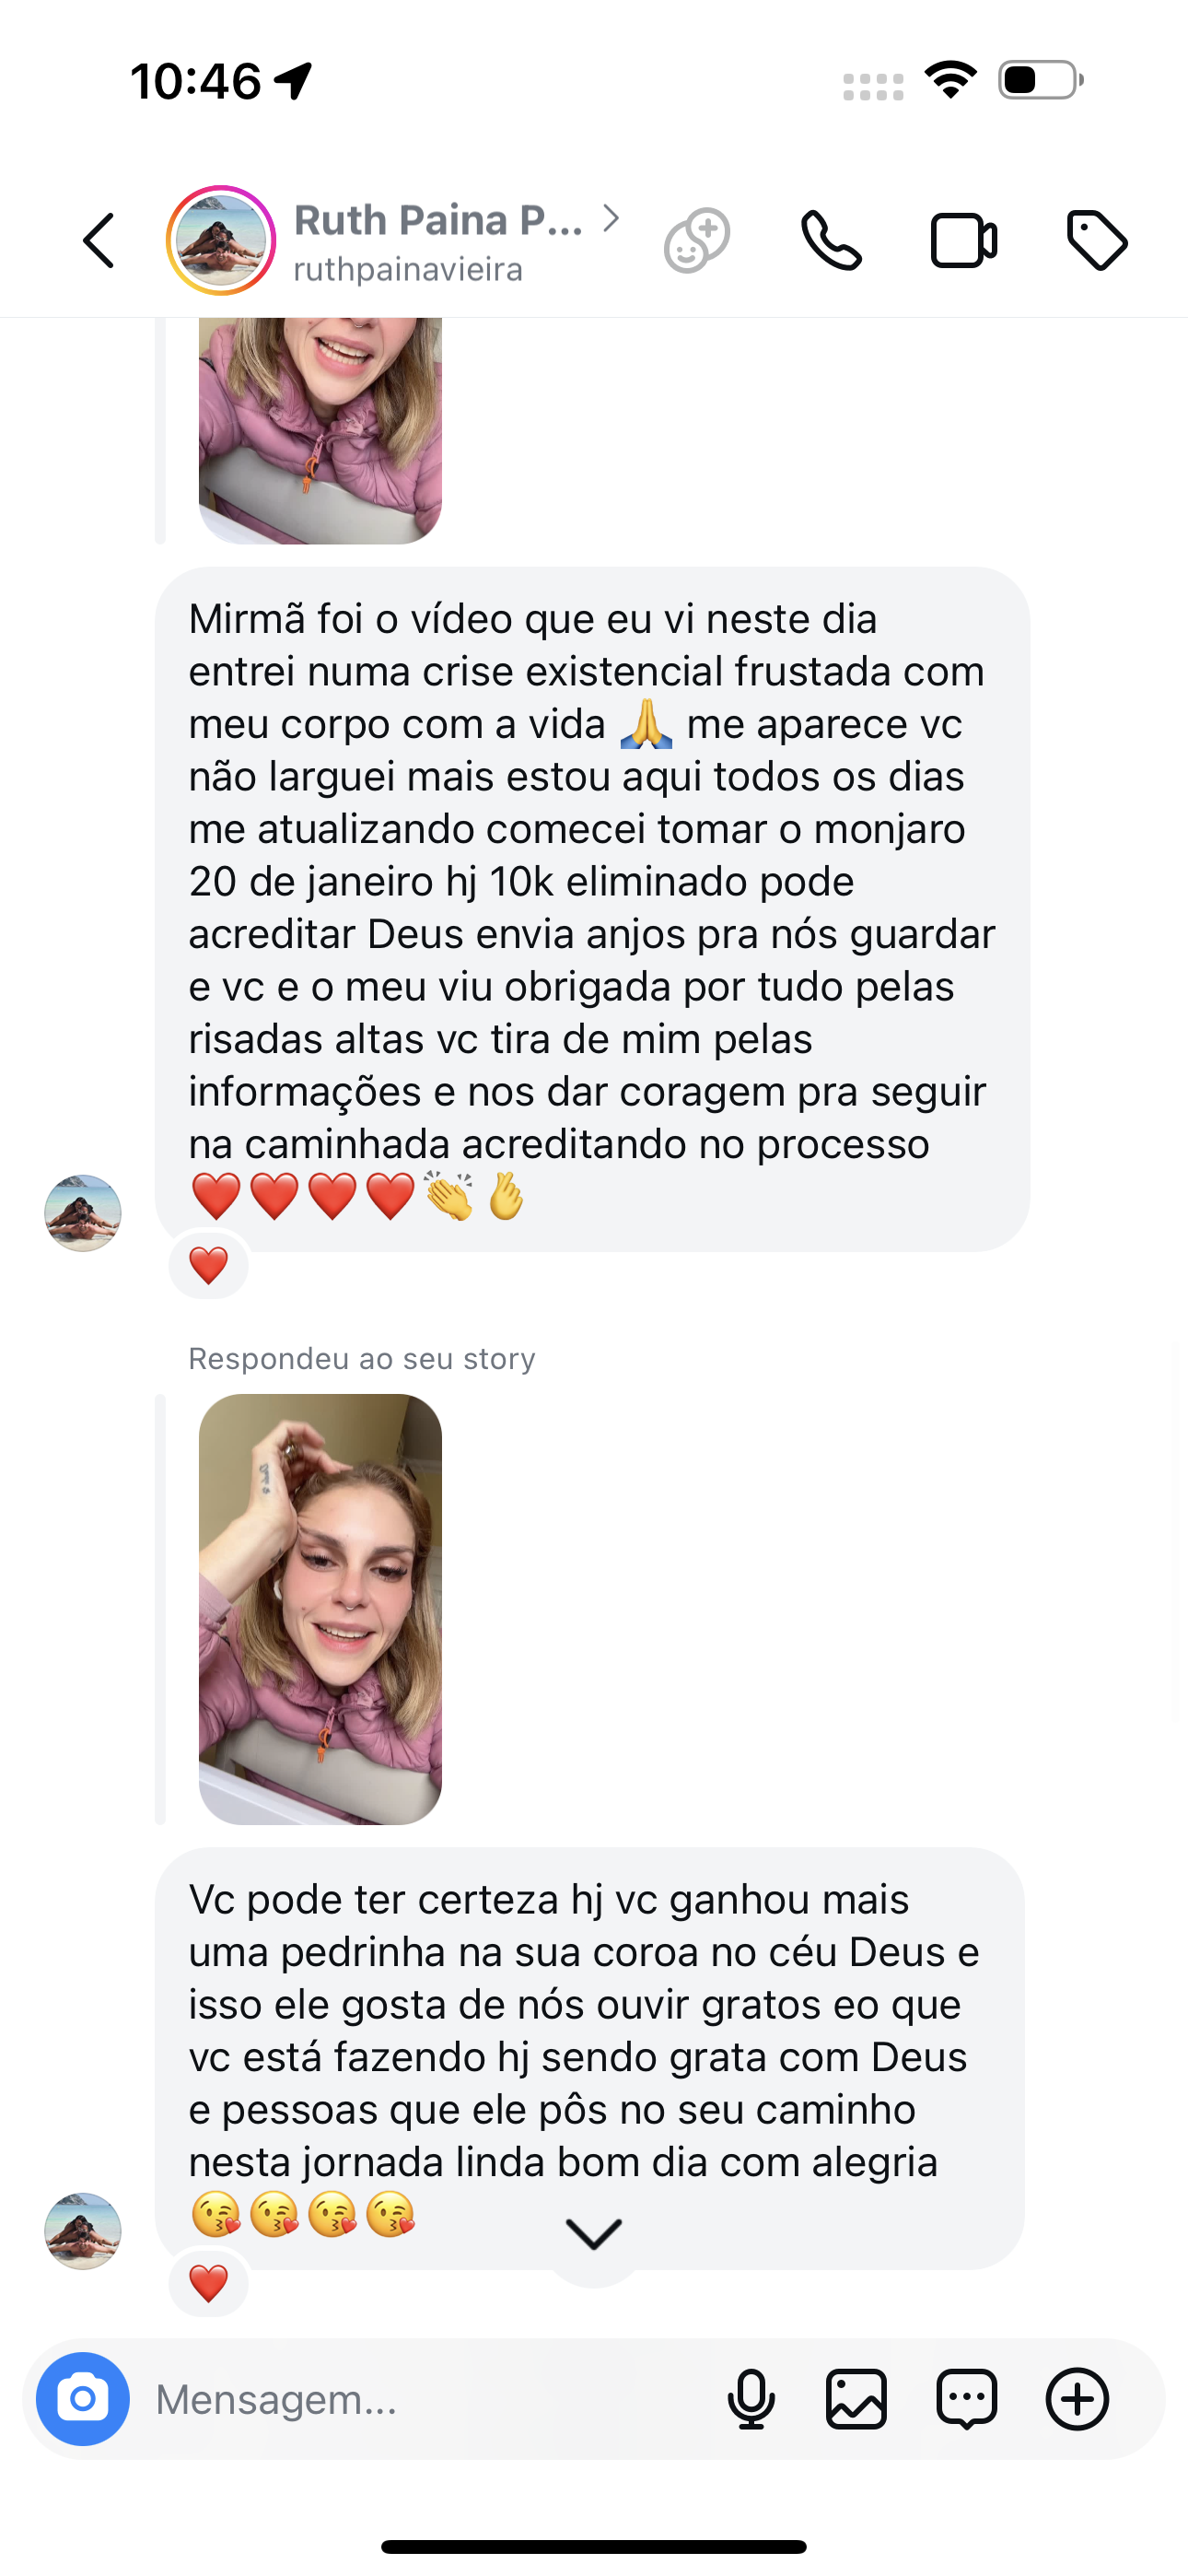 10:46
Ruth Paina P...
ruthpainavieira
Mirmã foi o vídeo que eu vi neste dia
entrei numa crise existencial frustada com
meu corpo com a vida 🙏 me aparece vc
não larguei mais estou aqui todos os dias
me atualizando comecei tomar o monjaro
20 de janeiro hj 10k eliminado pode
acreditar Deus envia anjos pra nós guardar
e vc e o meu viu obrigada por tudo pelas
risadas altas vc tira de mim pelas
informações e nos dar coragem pra seguir
na caminhada acreditando no processo
❤️❤️❤️❤️👏🫰
❤️
Respondeu ao seu story
Vc pode ter certeza hj vc ganhou mais
uma pedrinha na sua coroa no céu Deus e
isso ele gosta de nós ouvir gratos eo que
vc está fazendo hj sendo grata com Deus
e pessoas que ele pôs no seu caminho
nesta jornada linda bom dia com alegria
😘😘😘😘
❤️
Mensagem...